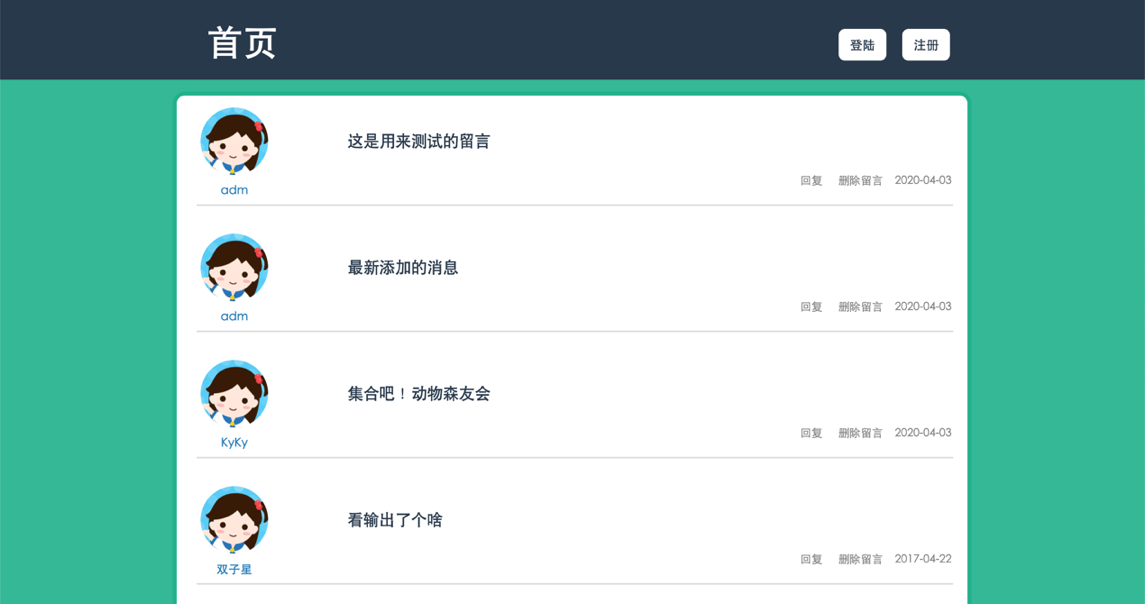 首页
登陆 注册
这是用来测试的留言
回复 删除留言 2020-04-03
adm
最新添加的消息
回复 删除留言 2020-04-03
adm
集合吧！动物森友会
回复 删除留言 2020-04-03
KyKy
看输出了个啥
回复 删除留言 2017-04-22
双子星